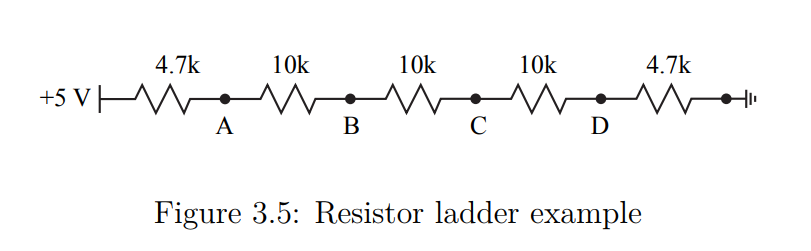 4.7k 10k 10k 10k 4.7k
+5 V
A B C D
Figure 3.5: Resistor ladder example